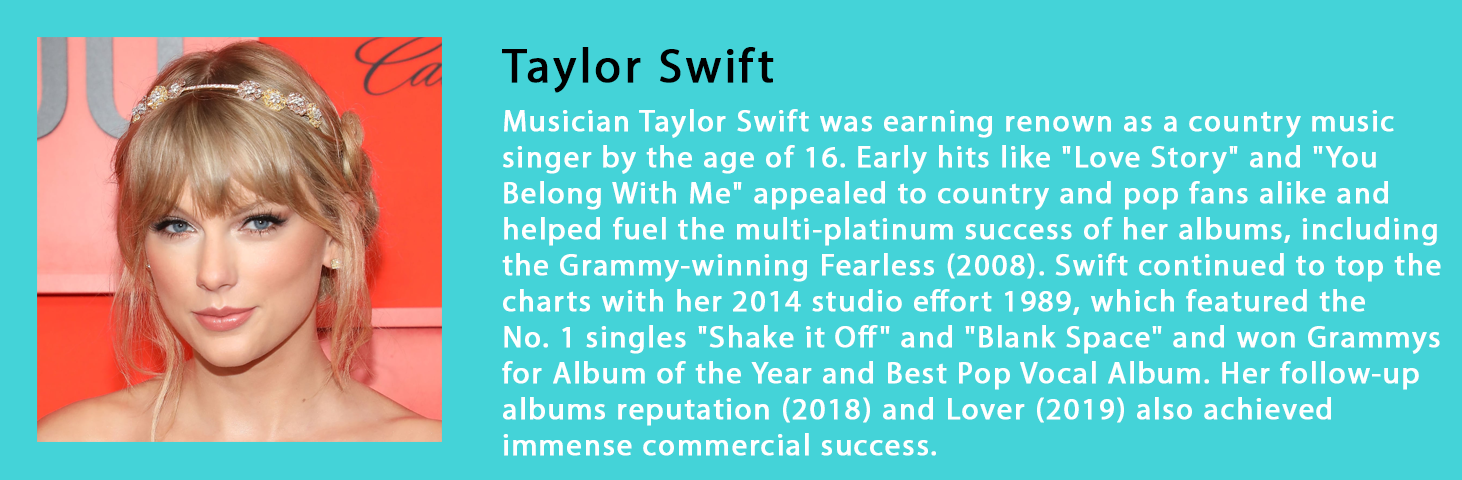 Taylor Swift
Musician Taylor Swift was earning renown as a country music
singer by the age of 16. Early hits like "Love Story" and "You
Belong With Me" appealed to country and pop fans alike and
helped fuel the multi-platinum success of her albums, including
the Grammy-winning Fearless (2008). Swift continued to top the
charts with her 2014 studio effort 1989, which featured the
No. 1 singles "Shake it Off" and "Blank Space" and won Grammys
for Album of the Year and Best Pop Vocal Album. Her follow-up
albums reputation (2018) and Lover (2019) also achieved
immense commercial success.